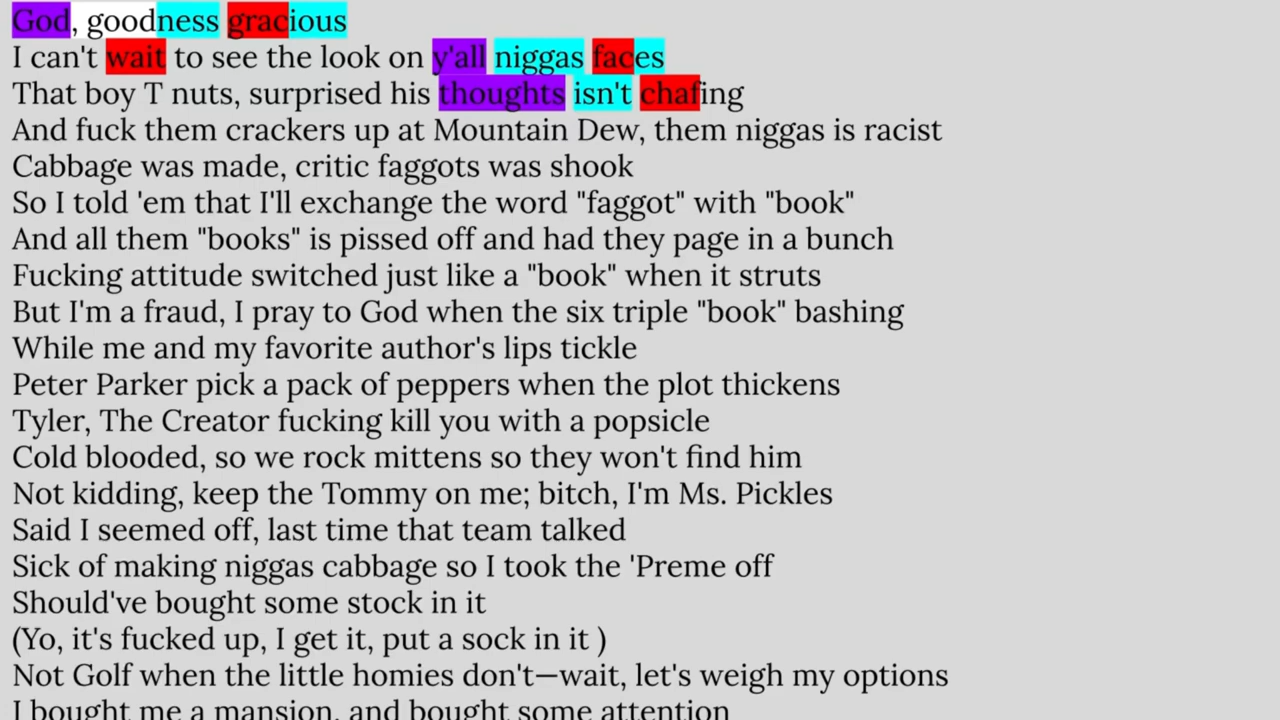 God, goodness gracious
I can't wait to see the look on y'all niggas faces
That boy T nuts, surprised his thoughts isn't chafing
And fuck them crackers up at Mountain Dew, them niggas is racist
Cabbage was made, critic faggots was shook
So I told 'em that I'll exchange the word "faggot" with "book"
And all them "books" is pissed off and had they page in a bunch
Fucking attitude switched just like a "book" when it struts
But I'm a fraud, I pray to God when the six triple "book" bashing
While me and my favorite author's lips tickle
Peter Parker pick a pack of peppers when the plot thickens
Tyler, The Creator fucking kill you with a popsicle
Cold blooded, so we rock mittens so they won't find him
Not kidding, keep the Tommy on me; bitch, I'm Ms. Pickles
Said I seemed off, last time that team talked
Sick of making niggas cabbage so I took the 'Preme off
Should've bought some stock in it
(Yo, it's fucked up, I get it, put a sock in it )
Not Golf when the little homies don't—wait, let's weigh my options
I bought me a mansion, and bought some attention